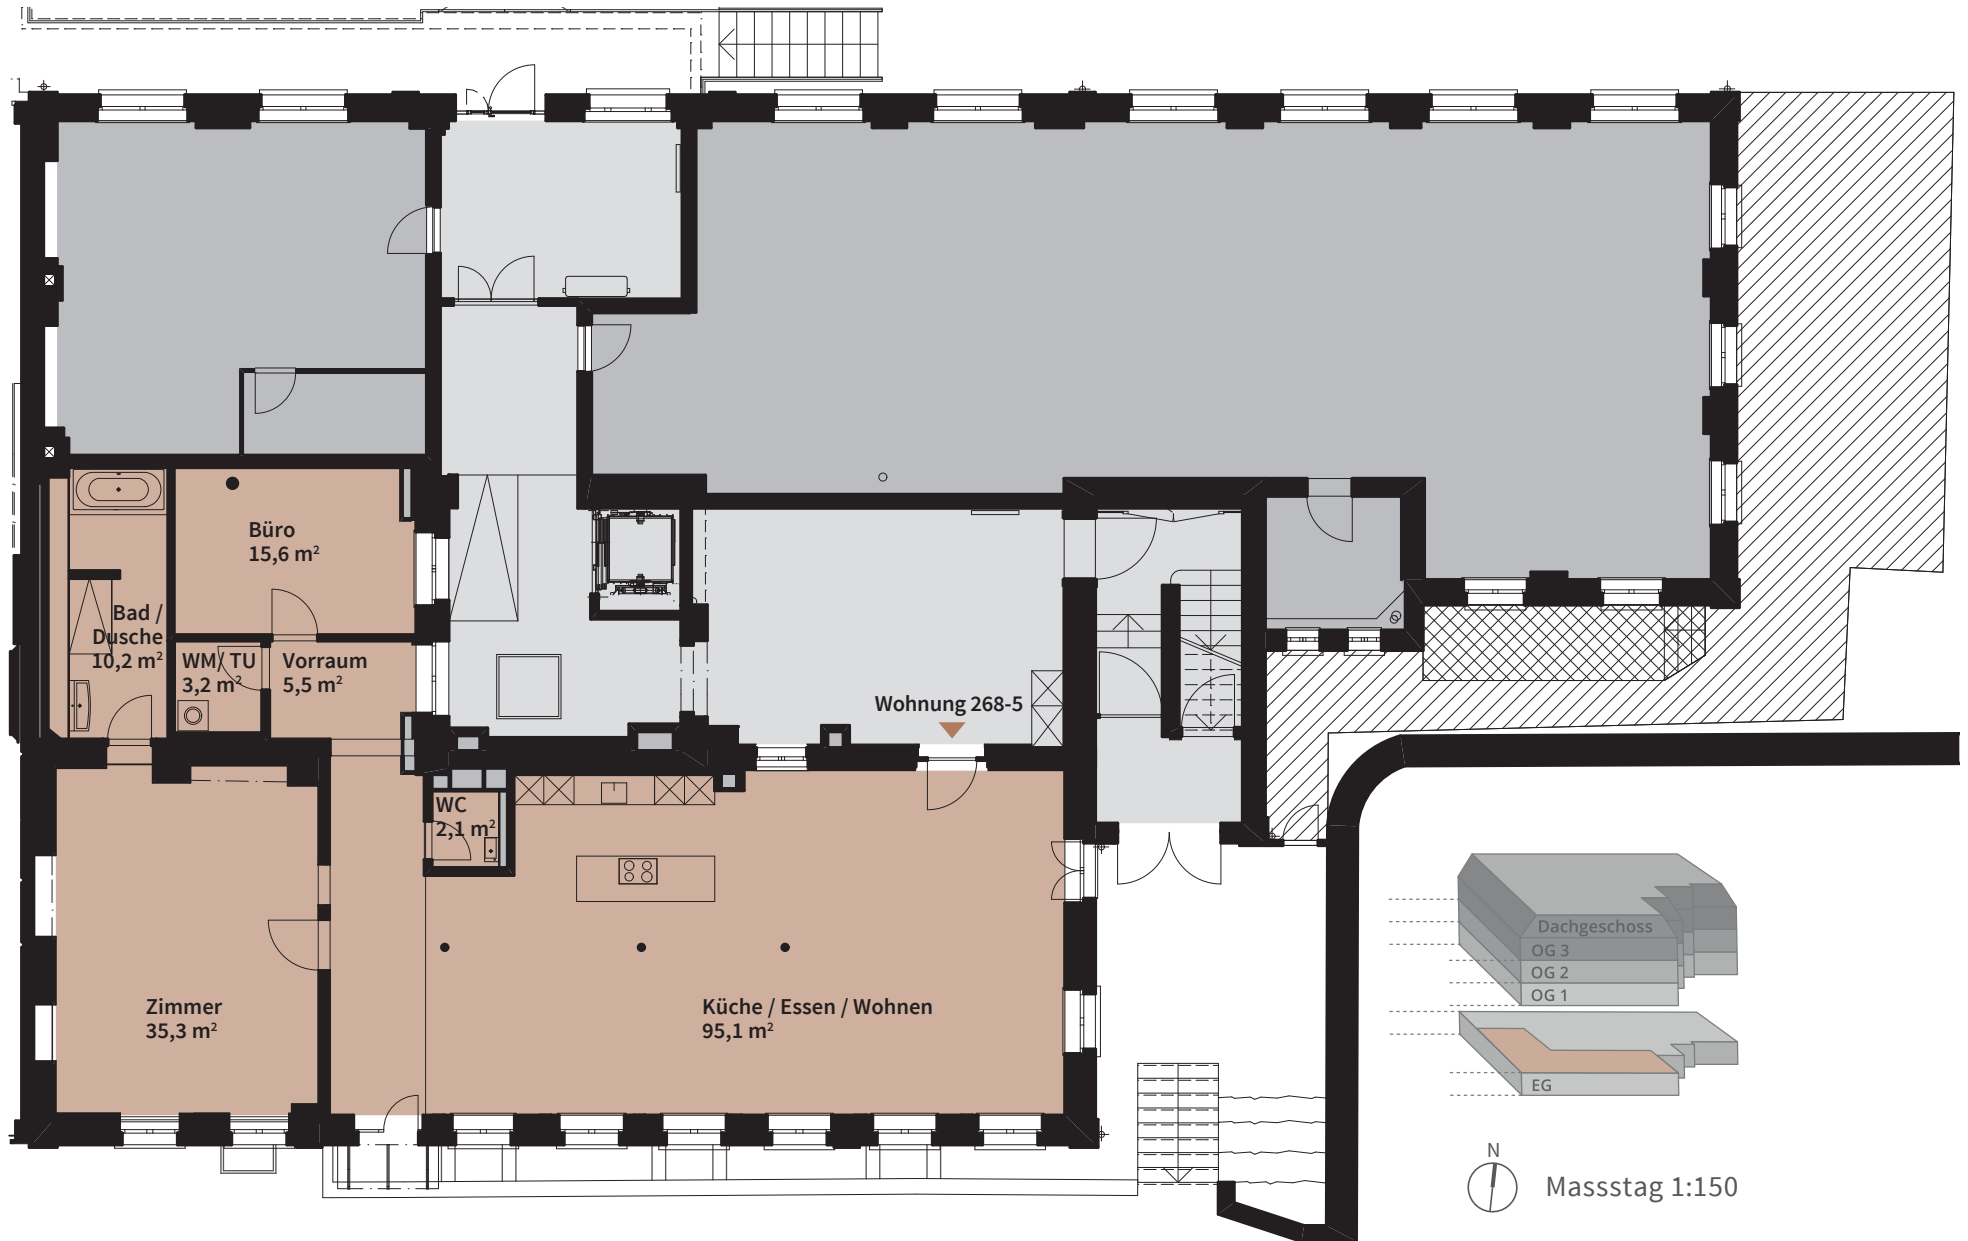 Büro
15,6 m²
Bad /
Dusche
10,2 m²
WM/ TU
3,2 m²
Vorraum
5,5 m²
Wohnung 268-5
WC
2,1 m²
Zimmer
35,3 m²
Küche / Essen / Wohnen
95,1 m²
Dachgeschoss
OG 3
OG 2
OG 1
EG
N
Massstag 1:150